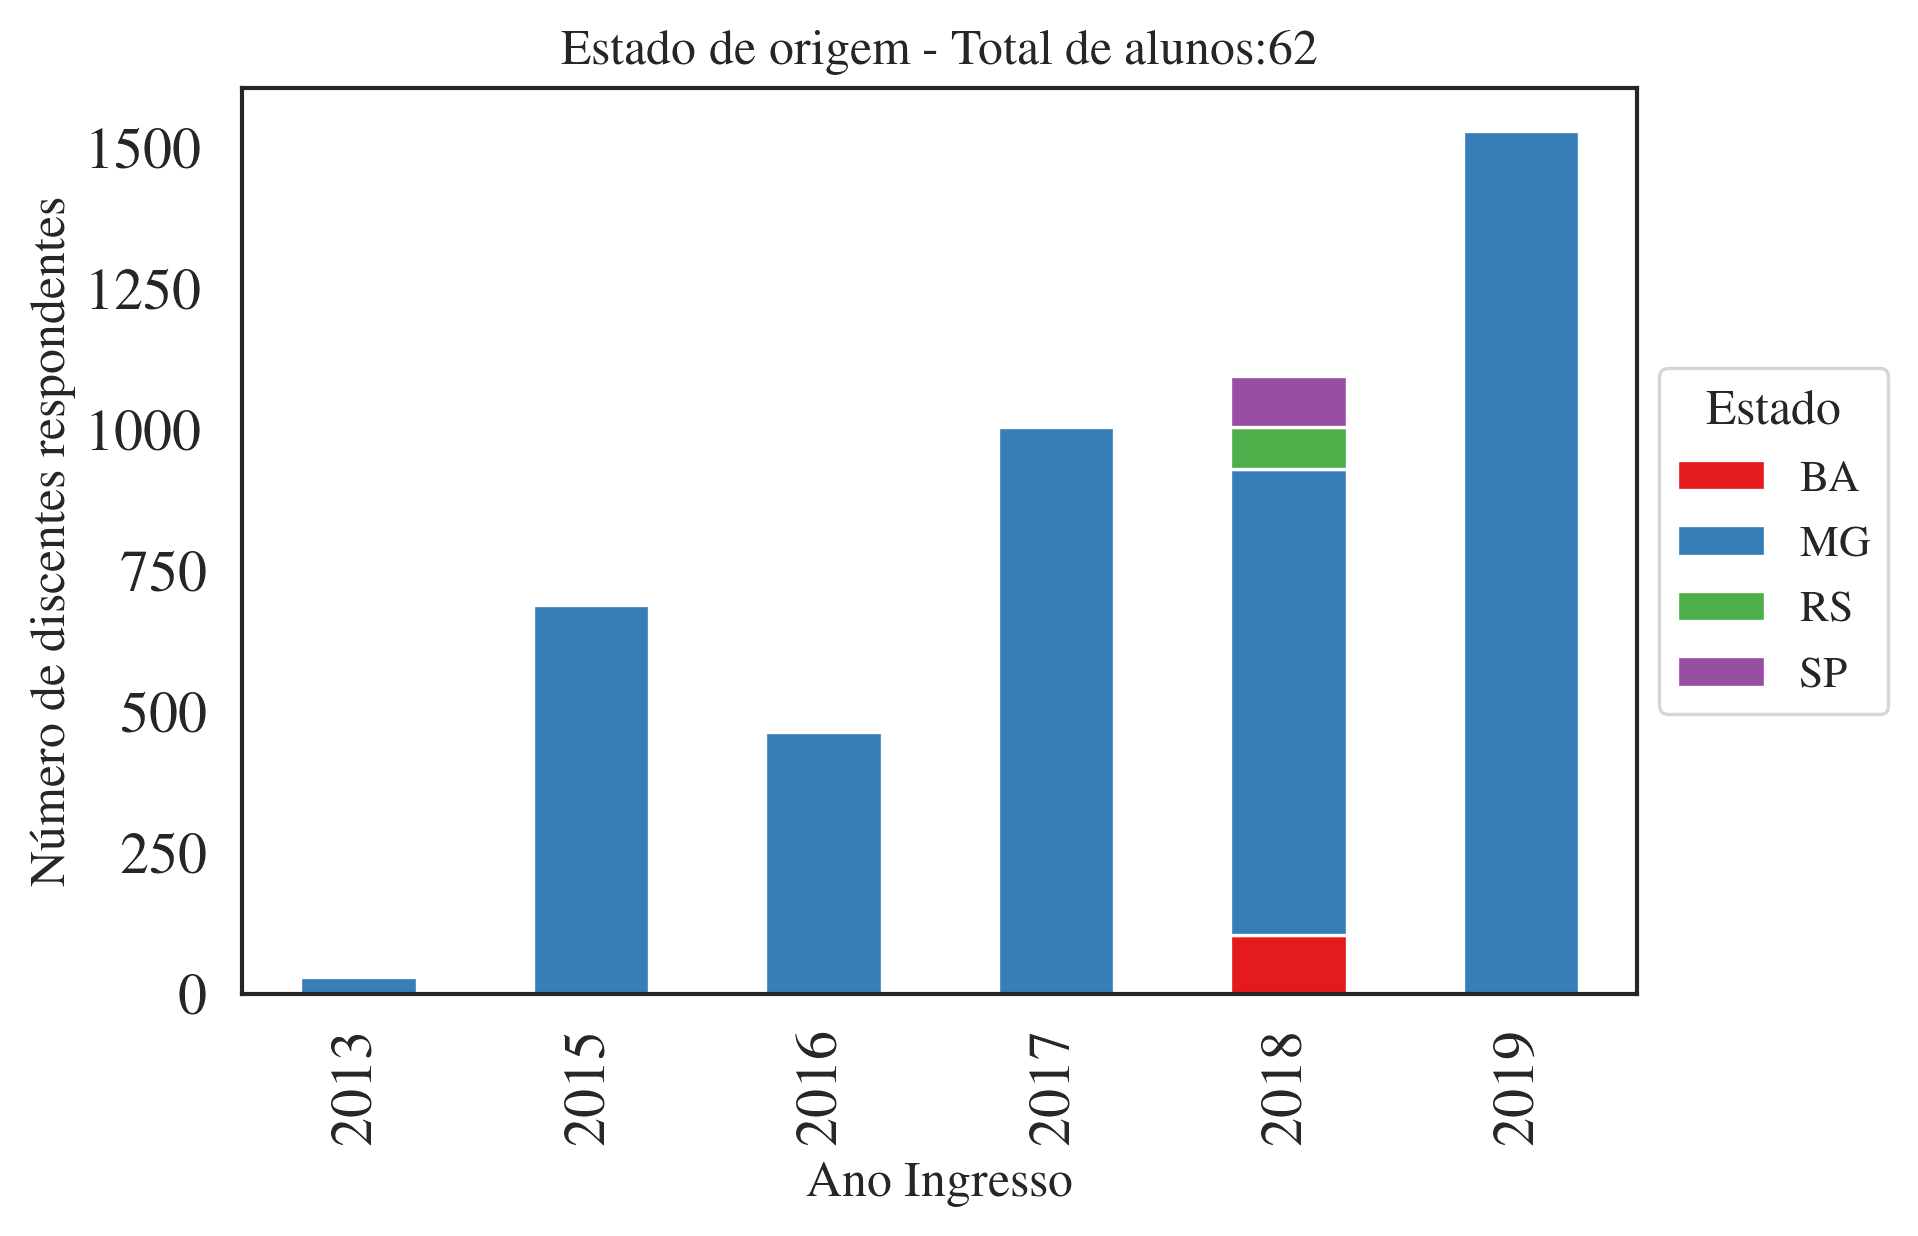 Estado de origem - Total de alunos:62
Número de discentes respondentes
1500
1250
1000
750
500
250
0
2013
2015
2016
2017
2018
2019
Ano Ingresso
Estado
BA
MG
RS
SP